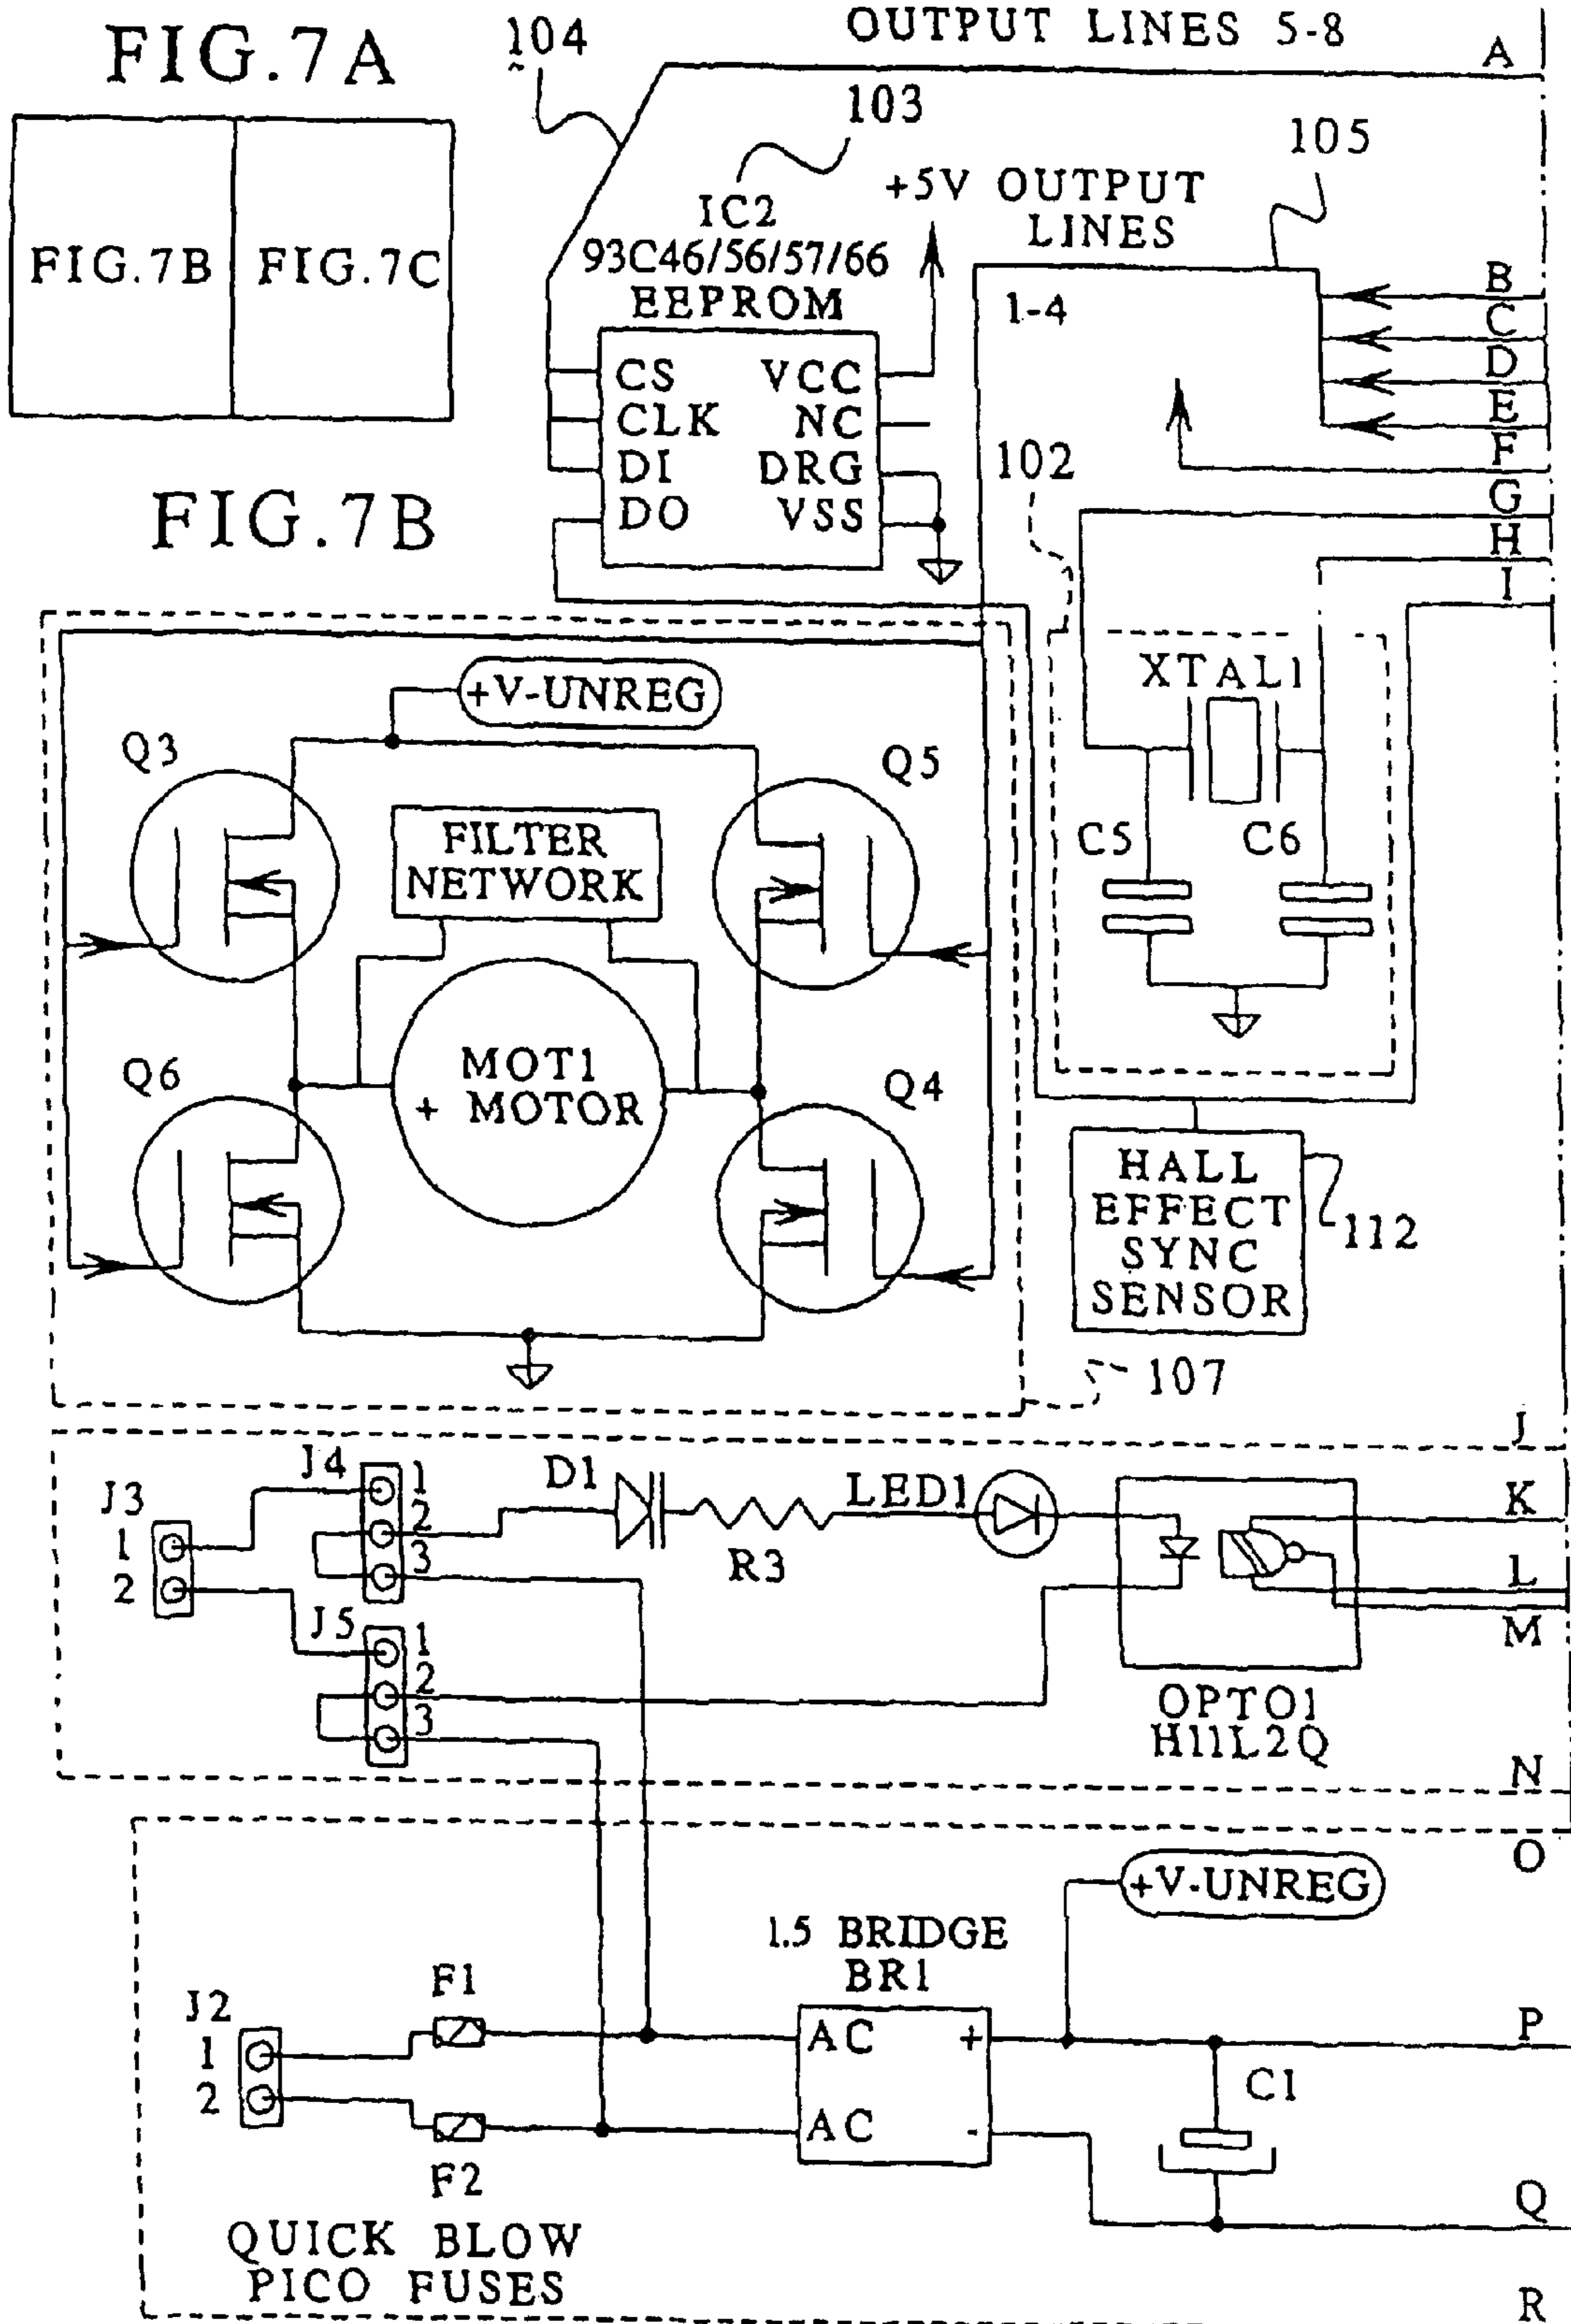 FIG.7A
104
OUTPUT LINES 5-8
A
103
105
FIG.7B
FIG.7C
IC2
93C46/56/57/66
EEPROM
+5V OUTPUT
LINES
1-4
B
C
D
E
F
G
H
I
CS
VCC
CLK
NC
DI
DRG
DO
VSS
102
FIG.7B
+V-UNREG
XTAL1
Q3
Q5
FILTER
NETWORK
C5
C6
Q6
MOT1
+ MOTOR
Q4
HALL
EFFECT
SYNC
SENSOR
112
107
J
J4
1
2
3
D1
LED1
K
J3
1
2
R3
L
M
J5
1
2
3
OPTO1
H11L2Q
N
O
+V-UNREG
1.5 BRIDGE
BR1
F1
J2
1
2
AC
+
P
C1
AC
-
F2
Q
QUICK BLOW
PICO FUSES
R